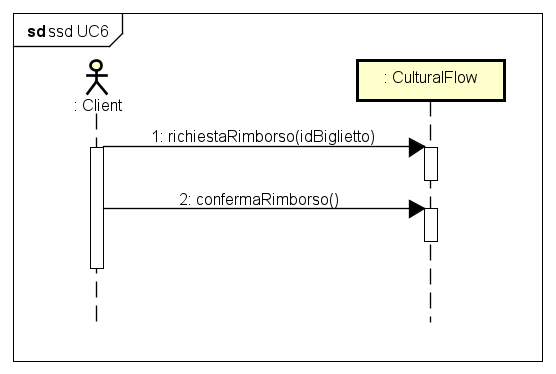 sd ssd UC6
: Client
: CulturalFlow
1: richiestaRimborso(idBiglietto)
2: confermaRimborso()